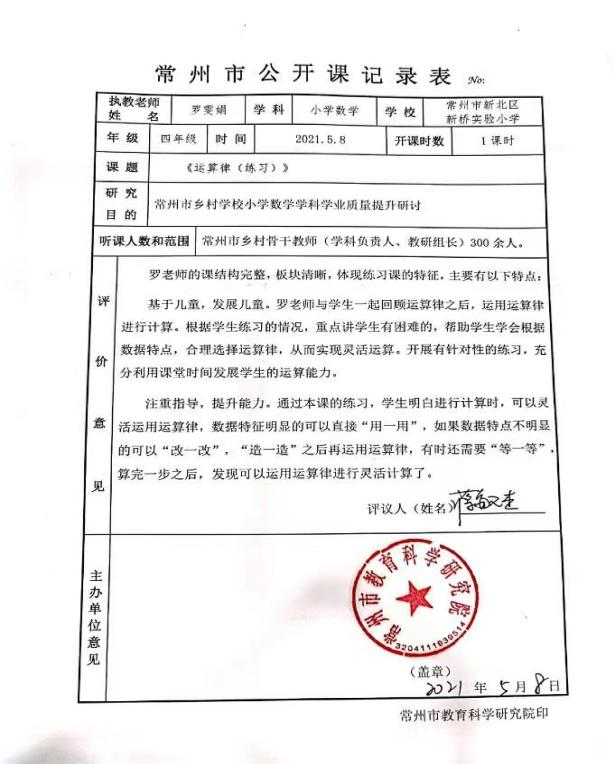 常州市公开课记录表 No:
执教老师姓名 罗雯娟 学科 小学数学 学校 常州市新北区新桥实验小学
年级 四年级 时间 2021.5.8 开课时数 1课时
课题 《运算律（练习）》
研究目的 常州市乡村学校小学数学学科学业质量提升研讨
听课人数和范围 常州市乡村骨干教师（学科负责人、教研组长）300余人。
评价意见
罗老师的课结构完整，板块清晰，体现练习课的特征，主要有以下特点：
基于儿童，发展儿童。罗老师与学生一起回顾运算律之后，运用运算律
进行计算。根据学生练习的情况，重点讲学生有困难的，帮助学生学会根据
数据特点，合理选择运算律，从而实现灵活运算。开展有针对性的练习，充
分利用课堂时间发展学生的运算能力。
注重指导，提升能力。通过本课的练习，学生明白进行计算时，可以灵
活运用运算律，数据特征明显的可以直接“用一用”，如果数据特点不明显
的可以“改一改”，“造一造”之后再运用运算律，有时还需要“等一等”，
算完一步之后，发现可以运用运算律进行灵活计算了。
评议人（姓名）
主办单位意见
常州市教育科学研究院
3204111939514
（盖章）
2021年5月8日
常州市教育科学研究院印